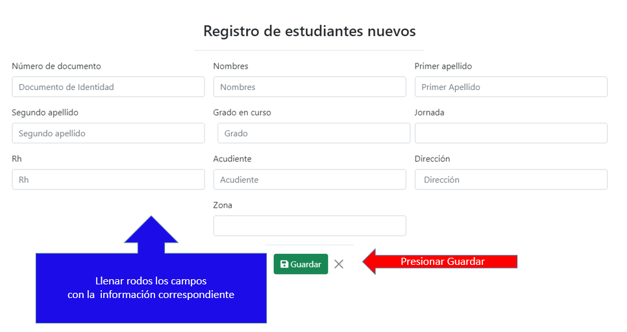 Registro de estudiantes nuevos
Número de documento Nombres Primer apellido
Documento de Identidad Nombres Primer Apellido
Segundo apellido Grado en curso Jornada
Segundo apellido Grado
Rh Acudiente Dirección
Rh Acudiente Dirección
Zona
Guardar
Presionar Guardar
Llenar rodos los campos
con la información correspondiente